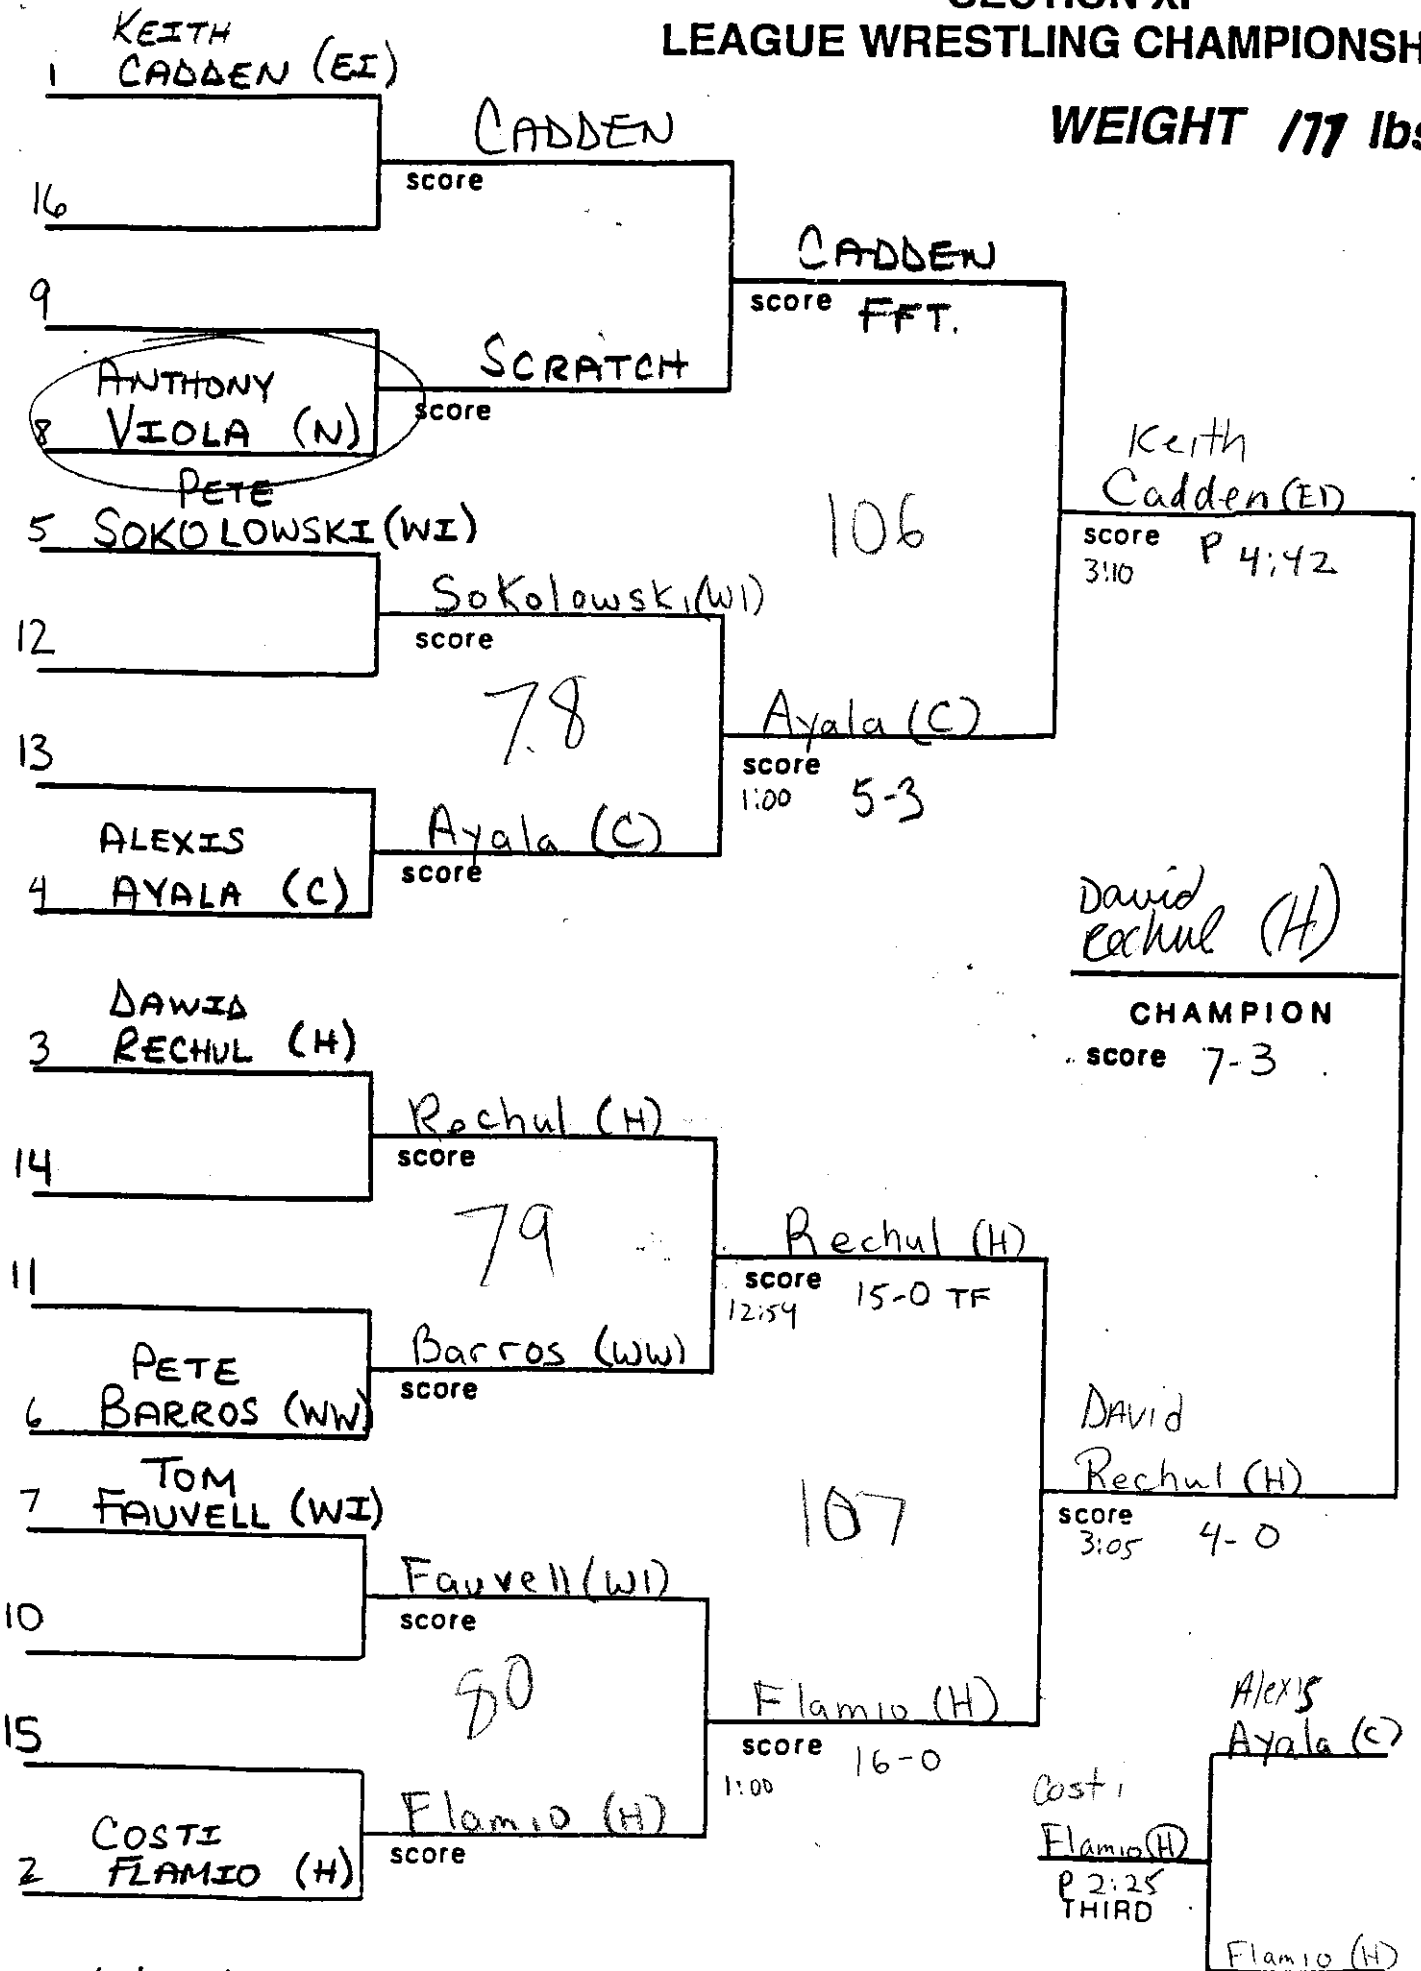 SECTION XI
LEAGUE WRESTLING CHAMPIONSH
WEIGHT 177 lbs
KEITH
1 CADDEN (EI)
CADDEN
score
16
CADDEN
score FFT.
9
SCRATCH
score
ANTHONY
8 VIOLA (N)
Keith
Cadden (EI)
score P 4:42
3:10
PETE
5 SOKOLOWSKI (WI)
106
Sokolowski (WI)
score
12
78
Ayala (C)
score
1:00 5-3
13
Ayala (C)
score
ALEXIS
4 AYALA (C)
David
Rechul (H)
CHAMPION
score 7-3
DAWID
3 RECHUL (H)
Rechul (H)
score
14
79
Rechul (H)
score 15-0 TF
12:54
11
Barros (WW)
score
PETE
6 BARROS (WW)
David
Rechul (H)
score 4-0
3:05
TOM
7 FAUVELL (WI)
107
Fauvell (WI)
score
10
80
Flamio (H)
score 16-0
1:00
15
Flamio (H)
score
COSTI
2 FLAMIO (H)
Alexis
Ayala (C)
Costi
Flamio (H)
P 2:25
THIRD
Flamio (H)